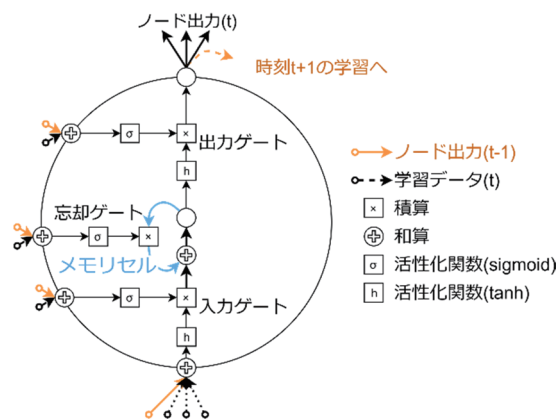 ノード出力(t)
時刻t+1の学習へ
σ
×
出力ゲート
h
忘却ゲート
σ
×
メモリセル
σ
×
入力ゲート
h
ノード出力(t-1)
学習データ(t)
× 積算
和算
σ 活性化関数(sigmoid)
h 活性化関数(tanh)